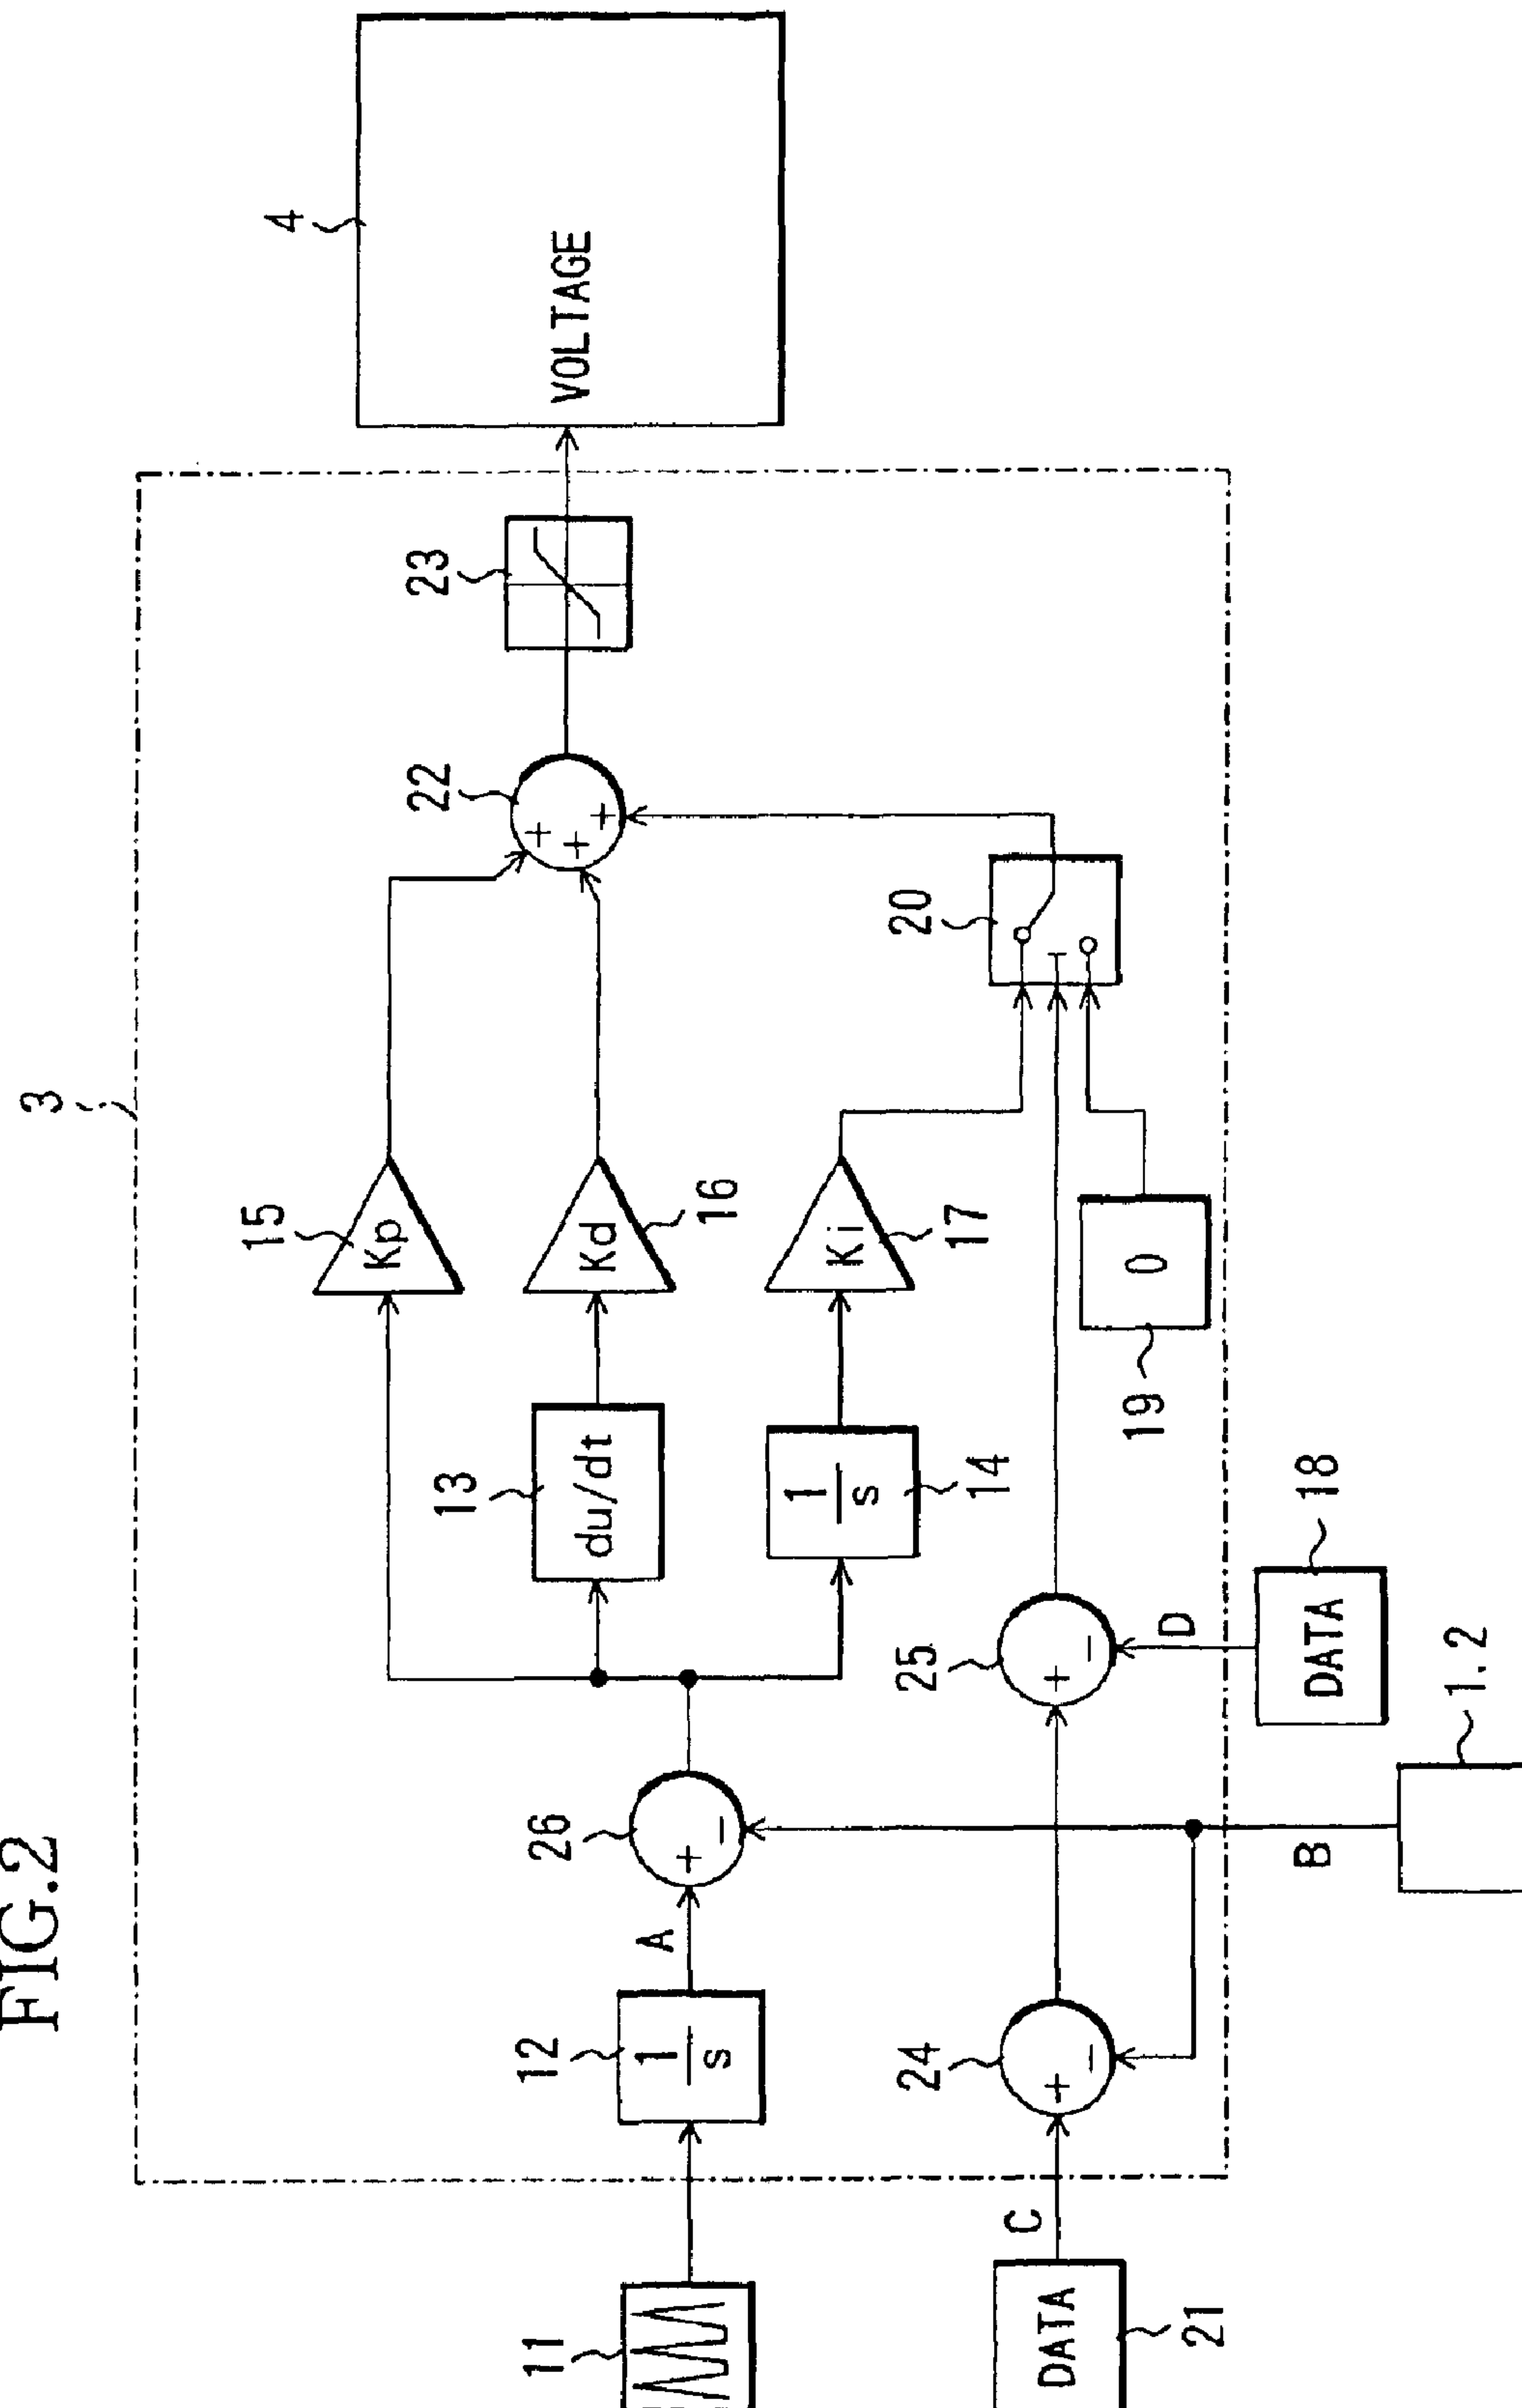 FIG.2
3
4
VOLTAGE
23
22
15
Kp
16
Kd
17
Ki
20
13
du/dt
14
1
s
19
0
26
25
D
18
DATA
12
1
s
A
24
B
1.2
11
C
21
DATA
+
+
+
+
−
+
−
+
−